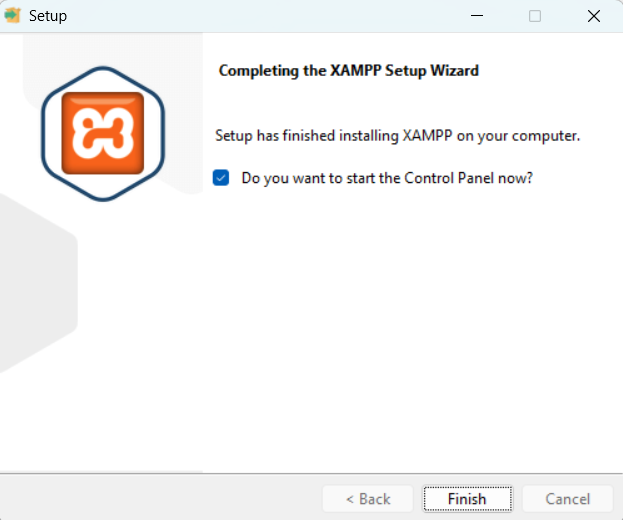 Setup
Completing the XAMPP Setup Wizard
Setup has finished installing XAMPP on your computer.
Do you want to start the Control Panel now?
< Back
Finish
Cancel